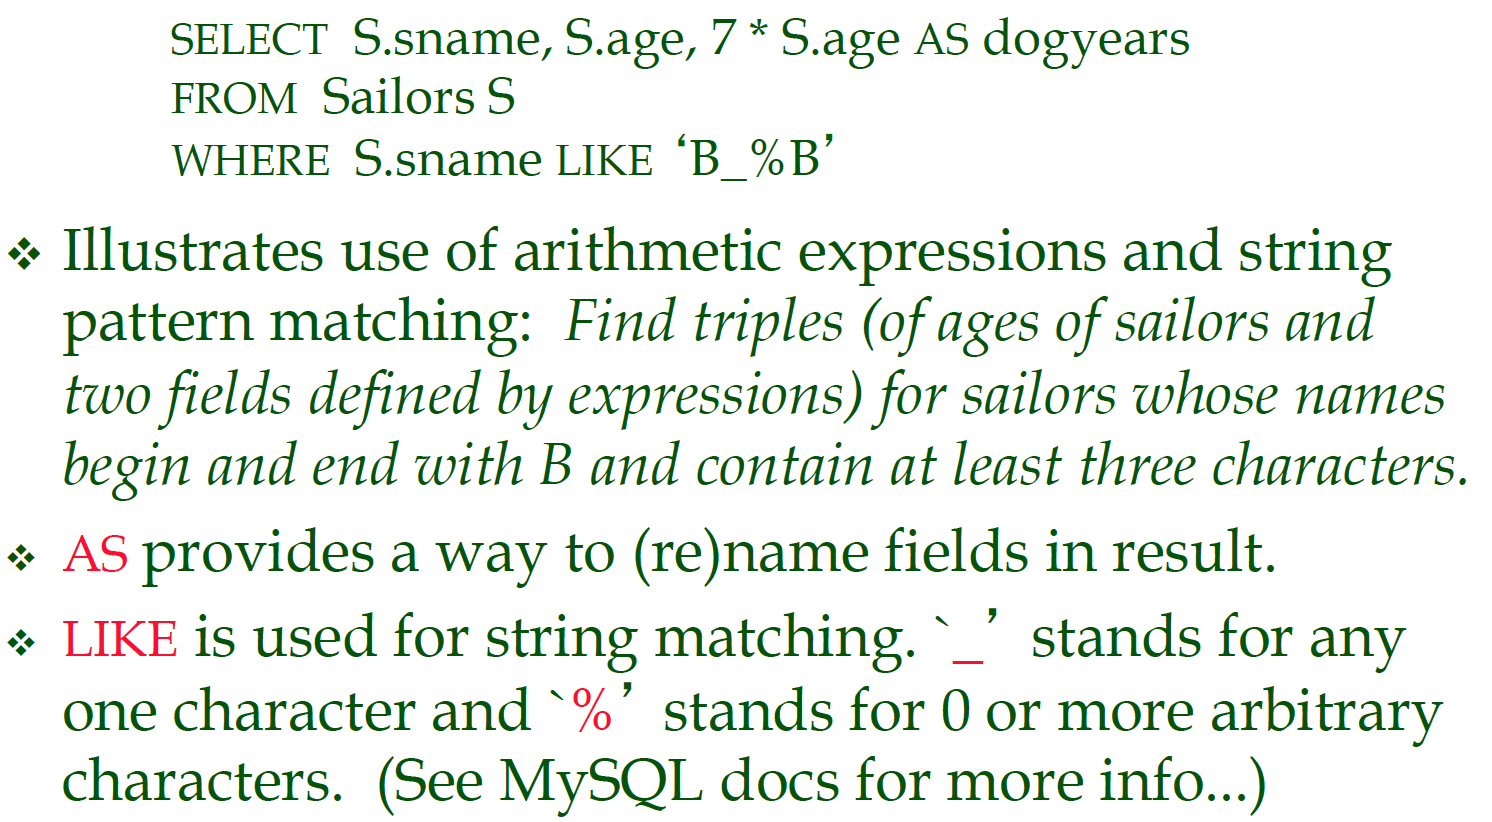 SELECT S.sname, S.age, 7 * S.age AS dogyears
FROM Sailors S
WHERE S.sname LIKE ‘B_%B’
❖ Illustrates use of arithmetic expressions and string
pattern matching: Find triples (of ages of sailors and
two fields defined by expressions) for sailors whose names
begin and end with B and contain at least three characters.
❖ AS provides a way to (re)name fields in result.
❖ LIKE is used for string matching. `_’ stands for any
one character and `%’ stands for 0 or more arbitrary
characters. (See MySQL docs for more info...)